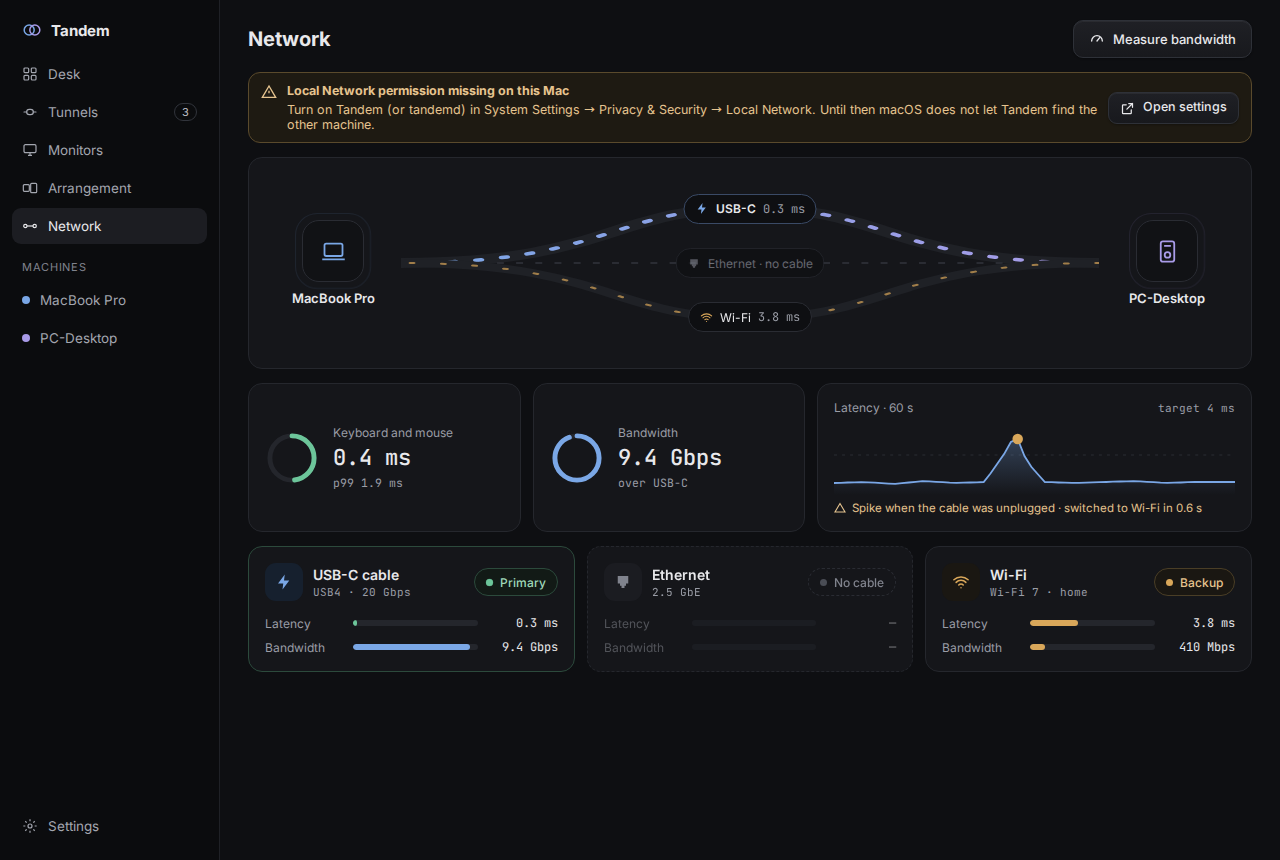 Tandem
Desk
Tunnels 3
Monitors
Arrangement
Network
MACHINES
MacBook Pro
PC-Desktop
Settings
Network
Measure bandwidth
Local Network permission missing on this Mac
Turn on Tandem (or tandemd) in System Settings → Privacy & Security → Local Network. Until then macOS does not let Tandem find the
other machine.
Open settings
USB-C 0.3 ms
Ethernet · no cable
Wi-Fi 3.8 ms
MacBook Pro
PC-Desktop
Keyboard and mouse
0.4 ms
p99 1.9 ms
Bandwidth
9.4 Gbps
over USB-C
Latency · 60 s
target 4 ms
Spike when the cable was unplugged · switched to Wi-Fi in 0.6 s
USB-C cable
USB4 · 20 Gbps
Primary
Latency 0.3 ms
Bandwidth 9.4 Gbps
Ethernet
2.5 GbE
No cable
Latency —
Bandwidth —
Wi-Fi
Wi-Fi 7 · home
Backup
Latency 3.8 ms
Bandwidth 410 Mbps